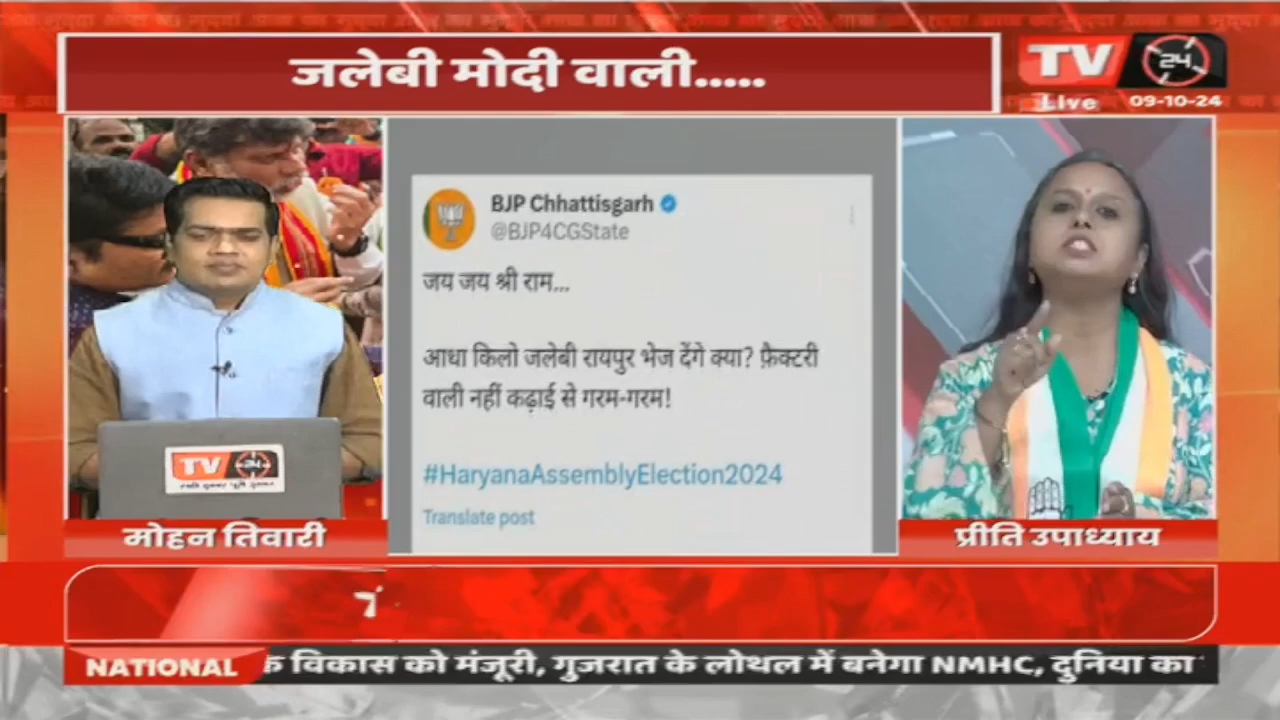 जलेबी मोदी वाली.....
TV 24
Live 09-10-24
BJP Chhattisgarh
@BJP4CGState
जय जय श्री राम...
आधा किलो जलेबी रायपुर भेज देंगे क्या? फ़ैक्टरी
वाली नहीं कढ़ाई से गरम-गरम!
#HaryanaAssemblyElection2024
Translate post
TV 24
मोहन तिवारी
प्रीति उपाध्याय
NATIONAL विकास को मंजूरी, गुजरात के लोथल में बनेगा NMHC, दुनिया का